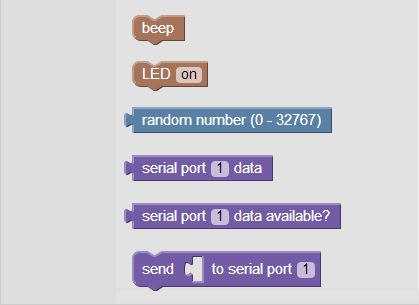 beep
LED on
random number (0 - 32767)
serial port 1 data
serial port 1 data available?
send to serial port 1